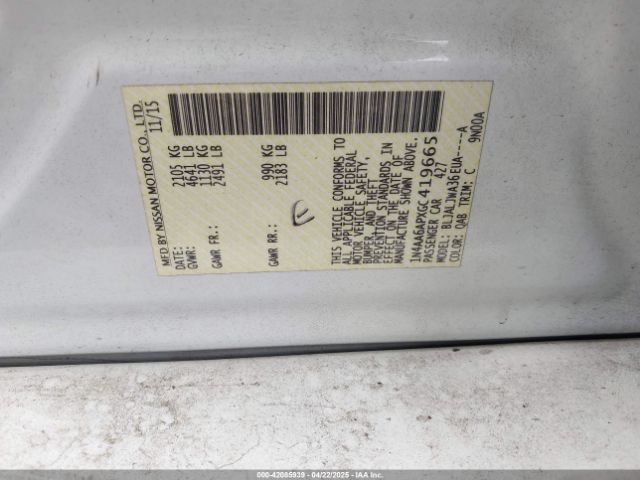 MFD BY NISSAN MOTOR CO., LTD.
DATE: 11/15
GVWR: 2105 KG
4641 LB
GAWR FR.: 1130 KG
2491 LB
GAWR RR.: 990 KG
2183 LB
THIS VEHICLE CONFORMS TO
ALL APPLICABLE FEDERAL
MOTOR VEHICLE SAFETY,
BUMPER, AND THEFT
PREVENTION STANDARDS IN
EFFECT ON THE DATE OF
MANUFACTURE SHOWN ABOVE.
1N4AA6APXGC419665
PASSENGER CAR 427
MODEL: BLJALJWA36EUA----A
COLOR: QAB TRIM: C 9N00A
000-42085939 | 04/22/2025 | IAAI.com